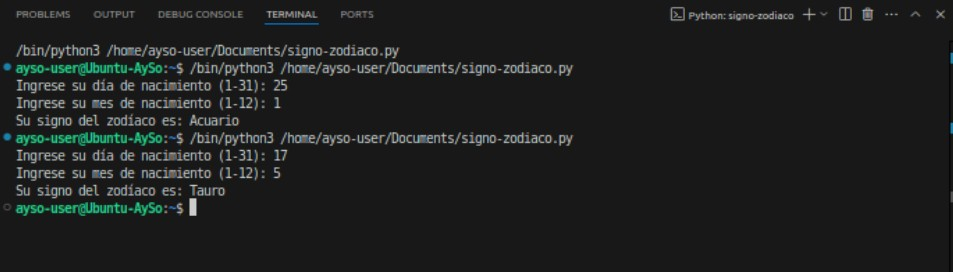 PROBLEMS OUTPUT DEBUG CONSOLE TERMINAL PORTS Python: signo-zodiaco
/bin/python3 /home/ayso-user/Documents/signo-zodiaco.py
ayso-user@Ubuntu-AySo:~$ /bin/python3 /home/ayso-user/Documents/signo-zodiaco.py
Ingrese su día de nacimiento (1-31): 25
Ingrese su mes de nacimiento (1-12): 1
Su signo del zodíaco es: Acuario
ayso-user@Ubuntu-AySo:~$ /bin/python3 /home/ayso-user/Documents/signo-zodiaco.py
Ingrese su día de nacimiento (1-31): 17
Ingrese su mes de nacimiento (1-12): 5
Su signo del zodíaco es: Tauro
ayso-user@Ubuntu-AySo:~$